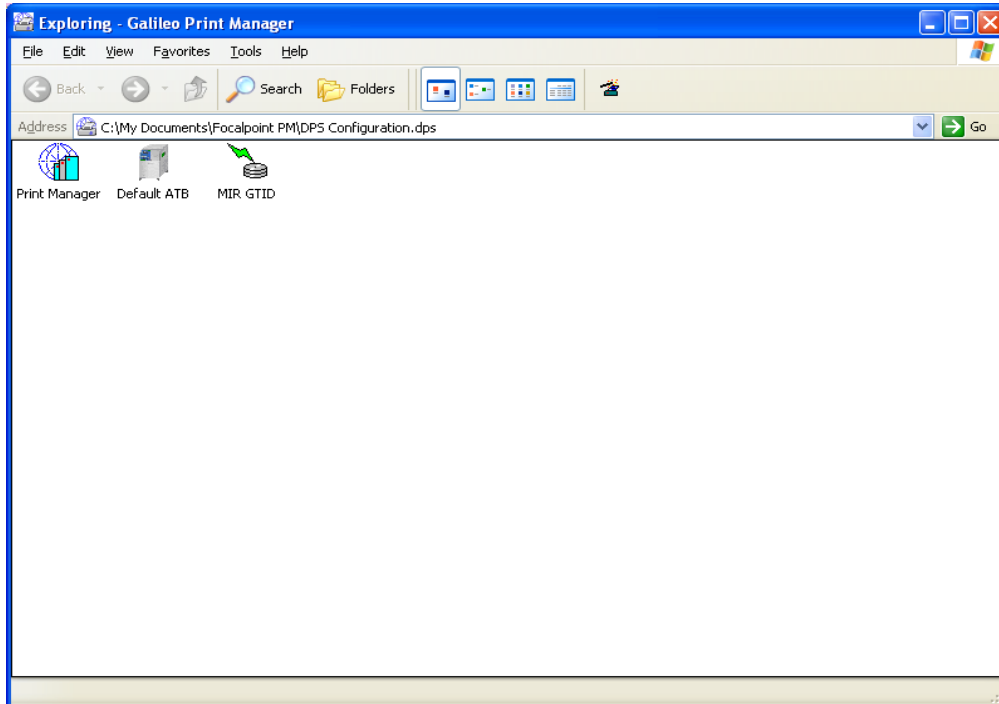 Exploring - Galileo Print Manager
File Edit View Favorites Tools Help
Back Search Folders
Address C:\My Documents\Focalpoint PM\DPS Configuration.dps Go
Print Manager Default ATB MIR GTID